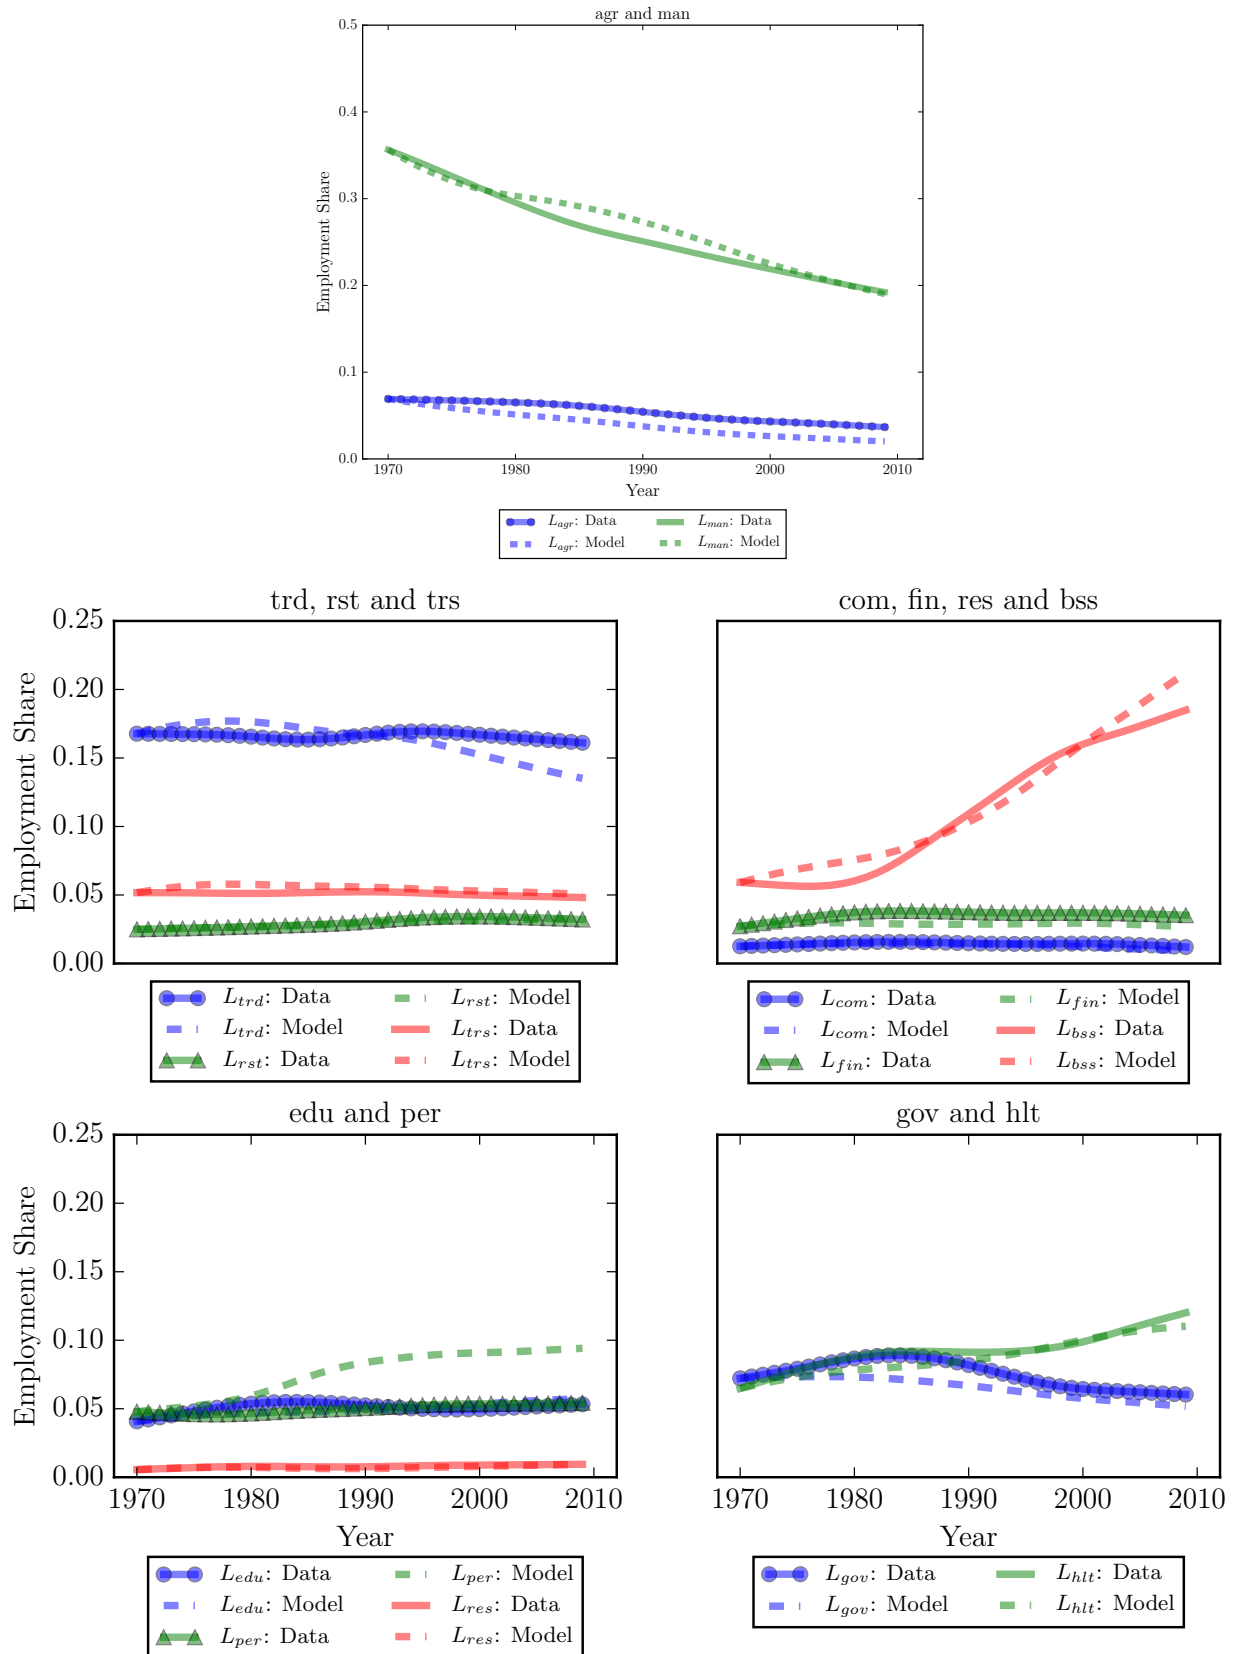 agr and man
0.5
0.4
0.3
0.2
0.1
0.0
Employment Share
1970 1980 1990 2000 2010
Year
L_agr: Data L_man: Data
L_agr: Model L_man: Model
trd, rst and trs
0.25
0.20
0.15
0.10
0.05
0.00
Employment Share
L_trd: Data L_rst: Model
L_trd: Model L_trs: Data
L_rst: Data L_trs: Model
com, fin, res and bss
L_com: Data L_fin: Model
L_com: Model L_bss: Data
L_fin: Data L_bss: Model
edu and per
0.25
0.20
0.15
0.10
0.05
0.00
Employment Share
1970 1980 1990 2000 2010
Year
L_edu: Data L_per: Model
L_edu: Model L_res: Data
L_per: Data L_res: Model
gov and hlt
1970 1980 1990 2000 2010
Year
L_gov: Data L_hlt: Data
L_gov: Model L_hlt: Model